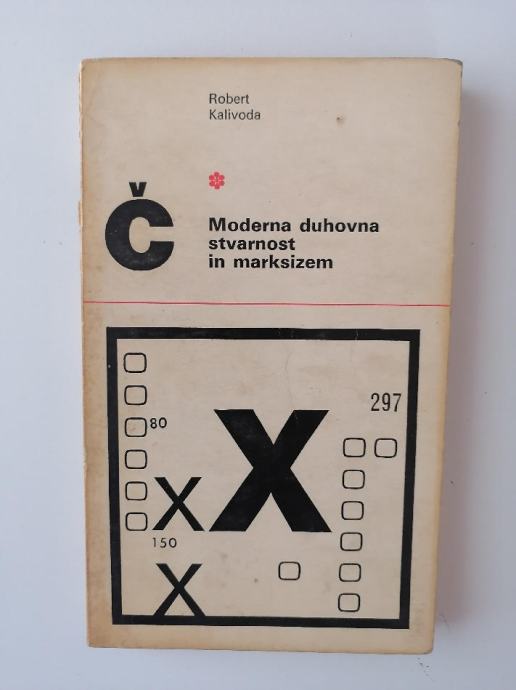 Robert
Kalivoda
Č
Moderna duhovna
stvarnost
in marksizem
297
80
X
X
150
X